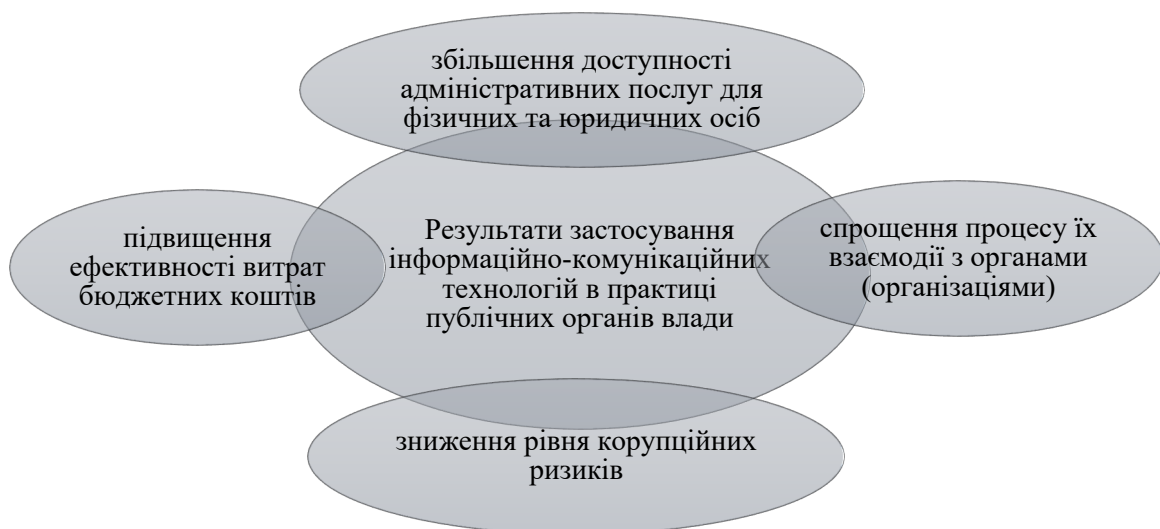 збільшення доступності
адміністративних послуг для
фізичних та юридичних осіб
підвищення
ефективності витрат
бюджетних коштів
Результати застосування
інформаційно-комунікаційних
технологій в практиці
публічних органів влади
спрощення процесу їх
взаємодії з органами
(організаціями)
зниження рівня корупційних
ризиків